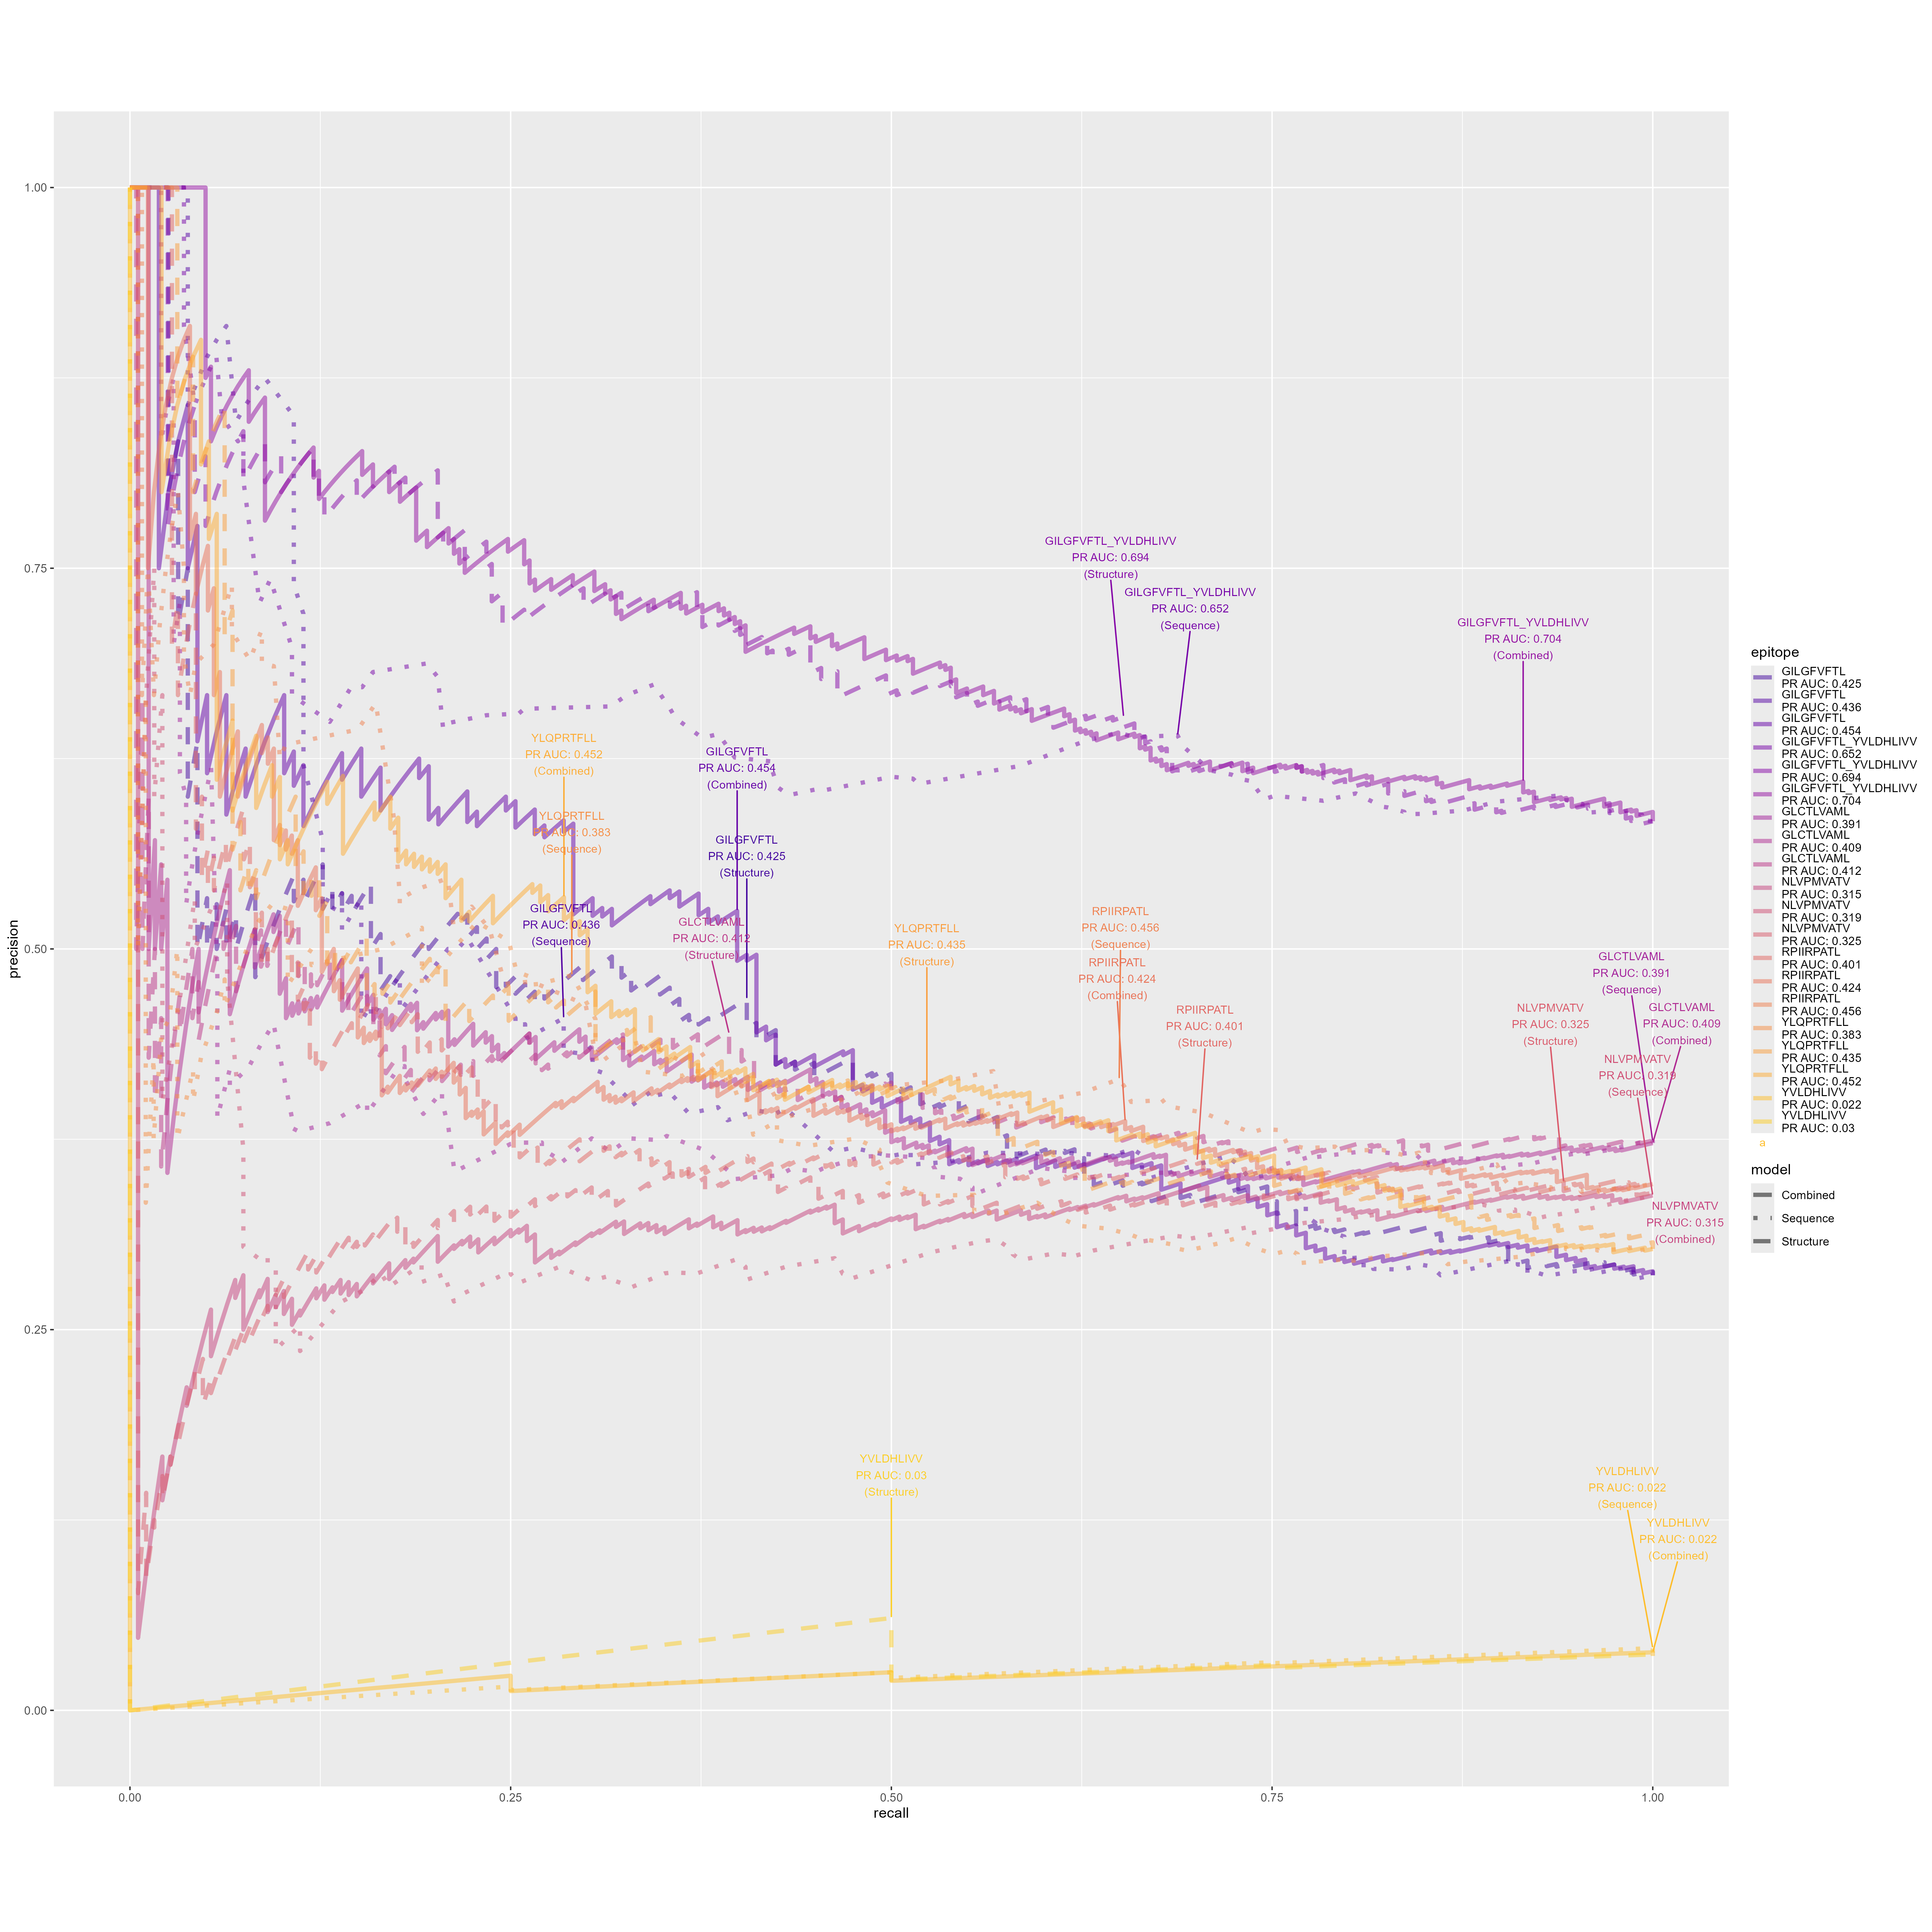 1.00
0.75
0.50
0.25
0.00
precision
0.00
0.25
0.50
0.75
1.00
recall
GILGFVFTL_YVLDHLIVV
PR AUC: 0.694
(Structure)
GILGFVFTL_YVLDHLIVV
PR AUC: 0.652
(Sequence)
GILGFVFTL_YVLDHLIVV
PR AUC: 0.704
(Combined)
YLQPRTFLL
PR AUC: 0.452
(Combined)
GILGFVFTL
PR AUC: 0.454
(Combined)
YLQPRTFLL
PR AUC: 0.383
(Sequence)
GILGFVFTL
PR AUC: 0.425
(Structure)
GILGFVFTL
PR AUC: 0.436
(Sequence)
GLCTLVAML
PR AUC: 0.412
(Structure)
YLQPRTFLL
PR AUC: 0.435
(Structure)
RPIIRPATL
PR AUC: 0.456
(Sequence)
RPIIRPATL
PR AUC: 0.424
(Combined)
RPIIRPATL
PR AUC: 0.401
(Structure)
GLCTLVAML
PR AUC: 0.391
(Sequence)
GLCTLVAML
PR AUC: 0.409
(Combined)
NLVPMVATV
PR AUC: 0.325
(Structure)
NLVPMVATV
PR AUC: 0.319
(Sequence)
NLVPMVATV
PR AUC: 0.315
(Combined)
YVLDHLIVV
PR AUC: 0.03
(Structure)
YVLDHLIVV
PR AUC: 0.022
(Sequence)
YVLDHLIVV
PR AUC: 0.022
(Combined)
epitope
GILGFVFTL
PR AUC: 0.425
GILGFVFTL
PR AUC: 0.436
GILGFVFTL
PR AUC: 0.454
GILGFVFTL_YVLDHLIVV
PR AUC: 0.652
GILGFVFTL_YVLDHLIVV
PR AUC: 0.694
GILGFVFTL_YVLDHLIVV
PR AUC: 0.704
GLCTLVAML
PR AUC: 0.391
GLCTLVAML
PR AUC: 0.409
GLCTLVAML
PR AUC: 0.412
NLVPMVATV
PR AUC: 0.315
NLVPMVATV
PR AUC: 0.319
NLVPMVATV
PR AUC: 0.325
RPIIRPATL
PR AUC: 0.401
RPIIRPATL
PR AUC: 0.424
RPIIRPATL
PR AUC: 0.456
YLQPRTFLL
PR AUC: 0.383
YLQPRTFLL
PR AUC: 0.435
YLQPRTFLL
PR AUC: 0.452
YVLDHLIVV
PR AUC: 0.022
YVLDHLIVV
PR AUC: 0.03
a
model
Combined
Sequence
Structure